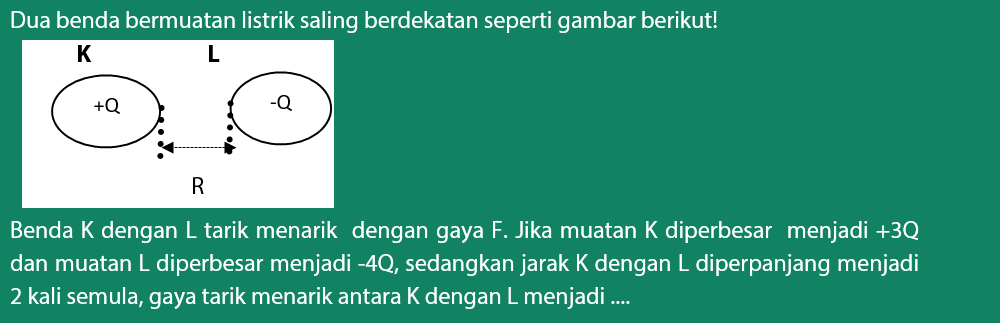 Dua benda bermuatan listrik saling berdekatan seperti gambar berikut!
K L
+Q -Q
R
Benda K dengan L tarik menarik dengan gaya F. Jika muatan K diperbesar menjadi +3Q
dan muatan L diperbesar menjadi -4Q, sedangkan jarak K dengan L diperpanjang menjadi
2 kali semula, gaya tarik menarik antara K dengan L menjadi ....